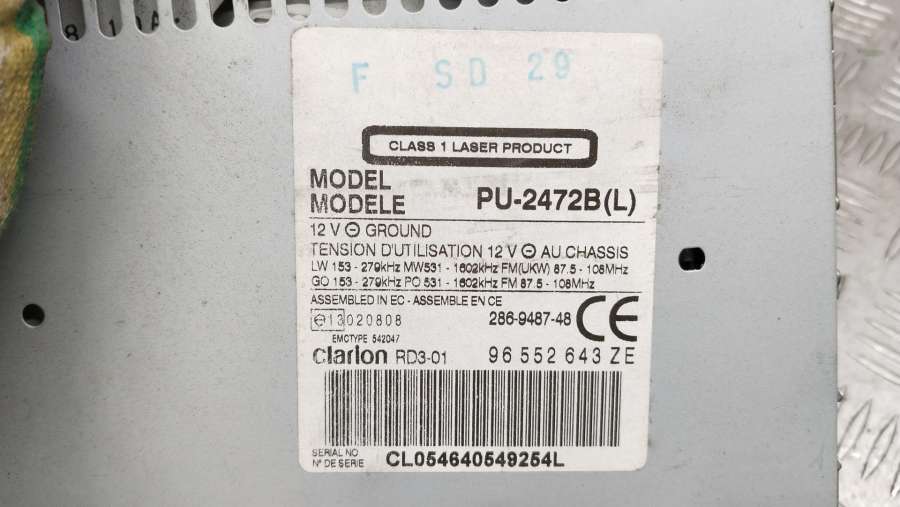 F SD 29
CLASS 1 LASER PRODUCT
MODEL
MODELE PU-2472B(L)
12 V ⊖ GROUND
TENSION D'UTILISATION 12 V ⊖ AU CHASSIS
LW 153 - 279kHz MW531 - 1602kHz FM(UKW) 87.5 - 108MHz
GO 153 - 279kHz PO 531 - 1602kHz FM 87.5 - 108MHz
ASSEMBLED IN EC - ASSEMBLE EN CE
e13 020808 286-9487-48 CE
EMCTYPE 542047
clarion RD3-01 96 552 643 ZE
SERIAL NO
N° DE SERIE CL054640549254L